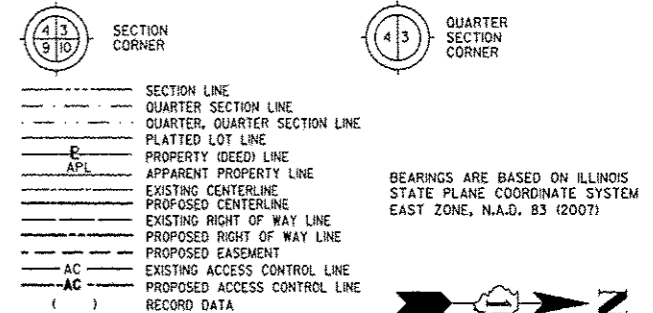 4 3
9 10
SECTION
CORNER
4 3
QUARTER
SECTION
CORNER
SECTION LINE
QUARTER SECTION LINE
QUARTER, QUARTER SECTION LINE
PLATTED LOT LINE
P PROPERTY (DEED) LINE
APL APPARENT PROPERTY LINE
EXISTING CENTERLINE
PROPOSED CENTERLINE
EXISTING RIGHT OF WAY LINE
PROPOSED RIGHT OF WAY LINE
PROPOSED EASEMENT
AC EXISTING ACCESS CONTROL LINE
AC PROPOSED ACCESS CONTROL LINE
( ) RECORD DATA
BEARINGS ARE BASED ON ILLINOIS
STATE PLANE COORDINATE SYSTEM
EAST ZONE, N.A.D. 83 (2007)
Z